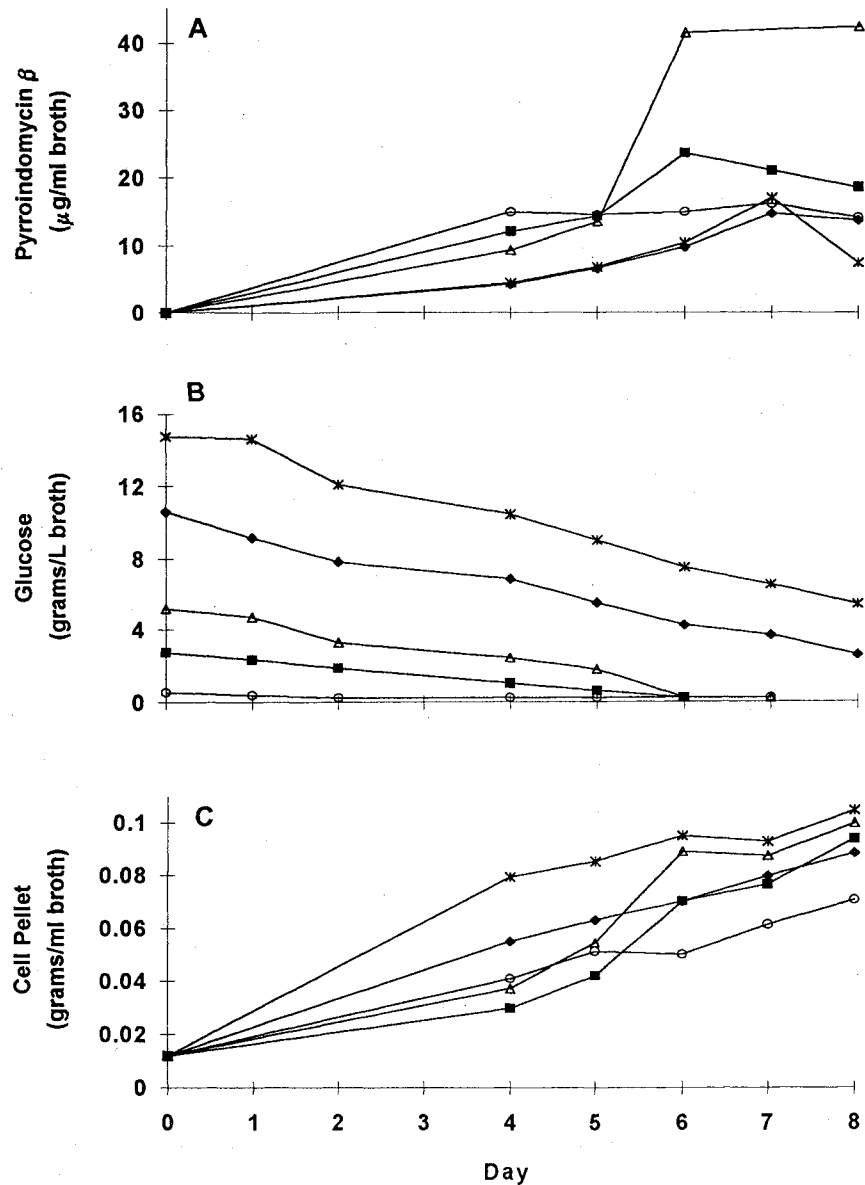 A
Pyrroindomycin β
(μg/ml broth)
40
30
20
10
0
B
Glucose
(grams/L broth)
16
12
8
4
0
C
Cell Pellet
(grams/ml broth)
0.1
0.08
0.06
0.04
0.02
0
0 1 2 3 4 5 6 7 8
Day